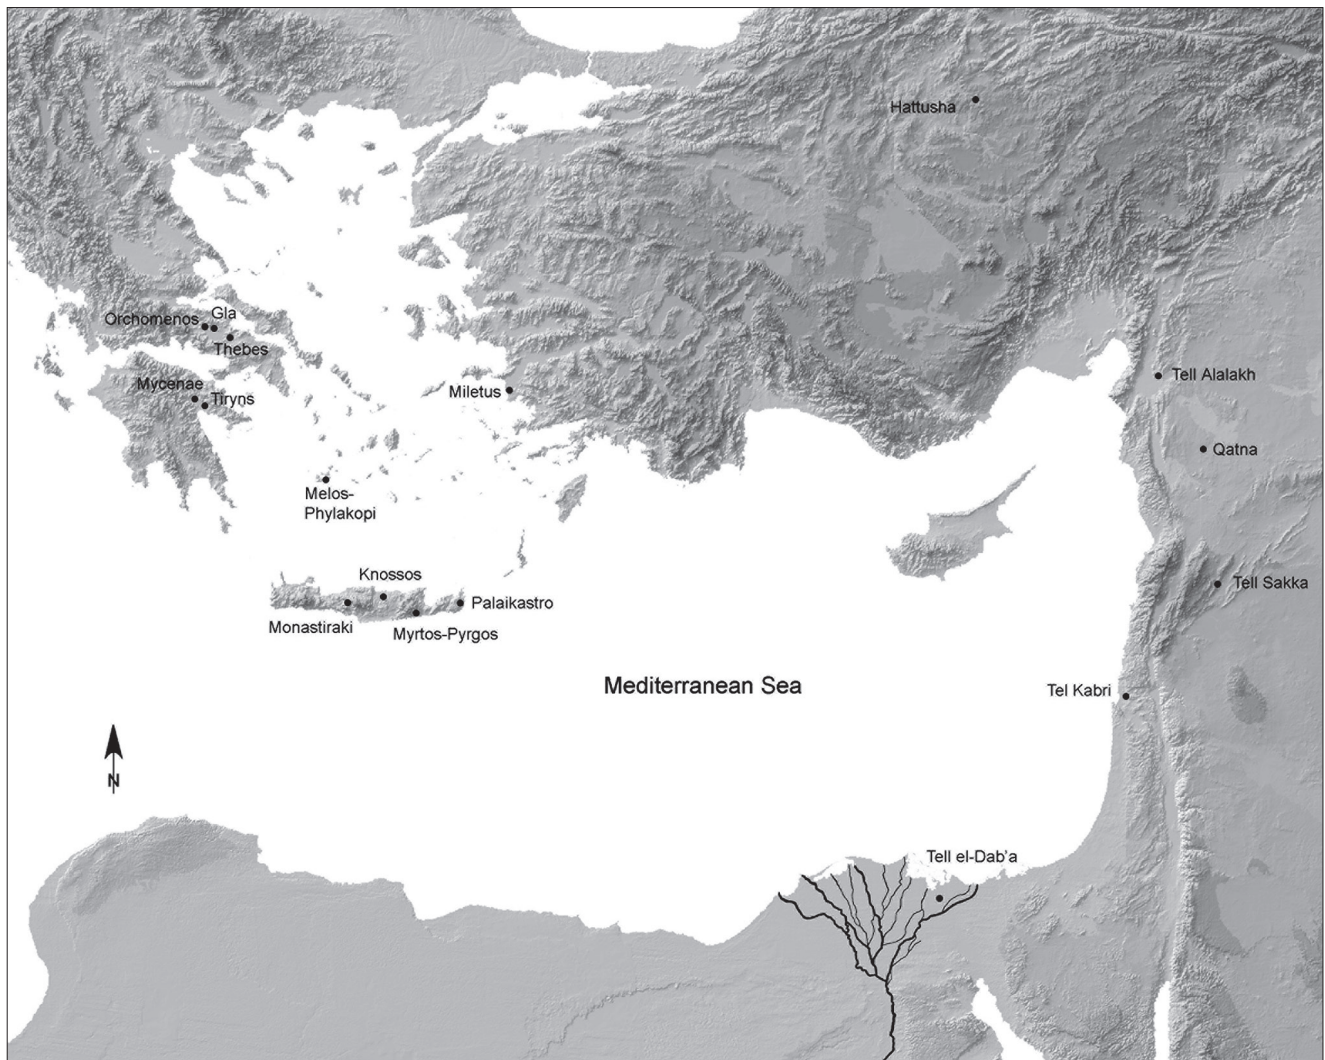 Hattusha
Orchomenos
Gla
Thebes
Mycenae
Tiryns
Miletus
Tell Alalakh
Qatna
Melos-
Phylakopi
Knossos
Tell Sakka
Palaikastro
Monastiraki
Myrtos-Pyrgos
Mediterranean Sea
Tel Kabri
N
Tell el-Dab'a